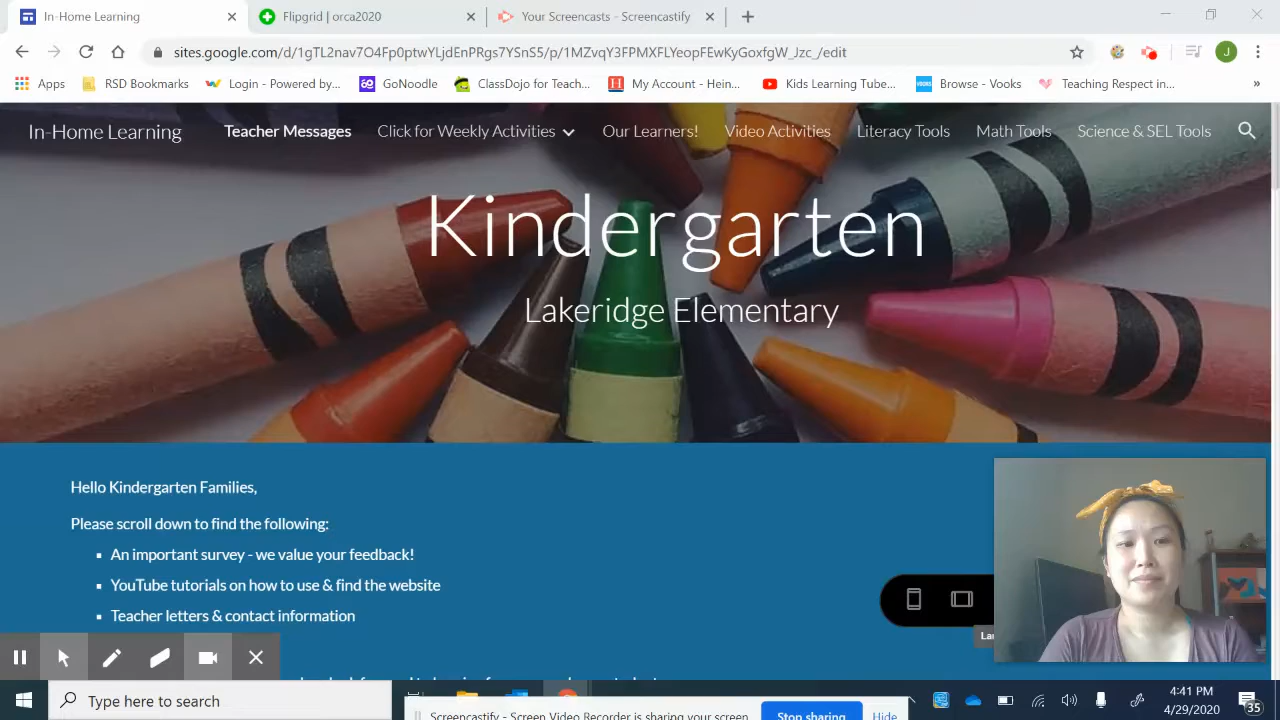 In-Home Learning
Flipgrid | orca2020
Your Screencasts - Screencastify
sites.google.com/d/1gTL2nav7O4Fp0ptwYLjdEnPRqs7YSnS5/p/1MZvqY3FPMXFLYeopFEwKyGoxfgW_Jzc_/edit
J
Apps
RSD Bookmarks
Login - Powered by...
GoNoodle
ClassDojo for Teach...
My Account - Hein...
Kids Learning Tube...
Browse - Vooks
Teaching Respect in...
In-Home Learning
Teacher Messages
Click for Weekly Activities
Our Learners!
Video Activities
Literacy Tools
Math Tools
Science & SEL Tools
Kindergarten
Lakeridge Elementary
Hello Kindergarten Families,
Please scroll down to find the following:
An important survey - we value your feedback!
YouTube tutorials on how to use & find the website
Teacher letters & contact information
Type here to search
Screencastify - Screen Video Recorder is sharing your screen.
Stop sharing
Hide
4:41 PM
4/29/2020
35